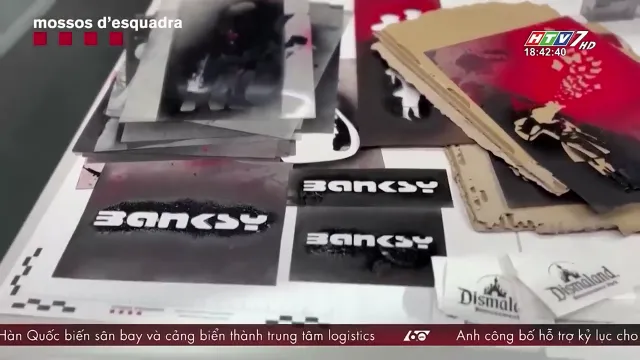 mossos d'esquadra
HTV7 HD
18:42:40
BANKSY
BANKSY
BANKSY
Dismaland
Dismaland
Hàn Quốc biến sân bay và cảng biển thành trung tâm logistics
Anh công bố hỗ trợ kỷ lục cho